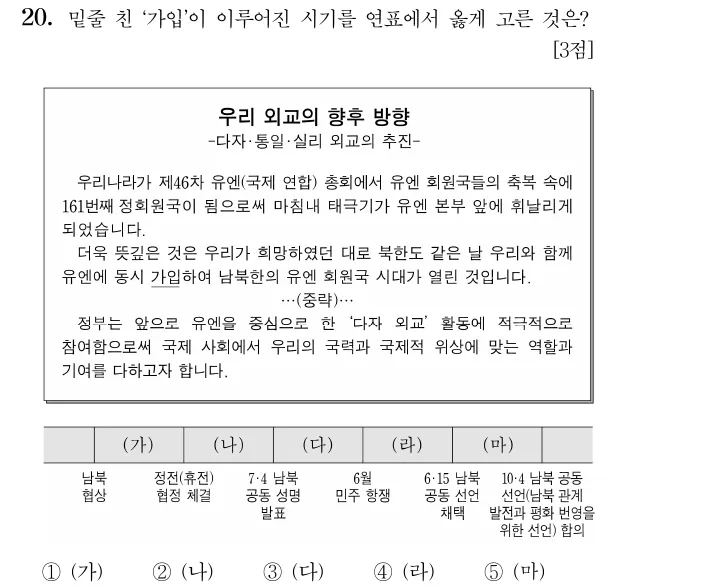 20. 밑줄 친 ‘가입’이 이루어진 시기를 연표에서 옳게 고른 것은?
[3점]
우리 외교의 향후 방향
-다자·통일·실리 외교의 추진-
우리나라가 제46차 유엔(국제 연합) 총회에서 유엔 회원국들의 축복 속에
161번째 정회원국이 됨으로써 마침내 태극기가 유엔 본부 앞에 휘날리게
되었습니다.
더욱 뜻깊은 것은 우리가 희망하였던 대로 북한도 같은 날 우리와 함께
유엔에 동시 가입하여 남북한의 유엔 회원국 시대가 열린 것입니다.
…(중략)…
정부는 앞으로 유엔을 중심으로 한 ‘다자 외교’ 활동에 적극적으로
참여함으로써 국제 사회에서 우리의 국력과 국제적 위상에 맞는 역할과
기여를 다하고자 합니다.
(가) (나) (다) (라) (마)
남북
협상
정전(휴전)
협정 체결
7·4 남북
공동 성명
발표
6월
민주 항쟁
6·15 남북
공동 선언
채택
10·4 남북 공동
선언(남북 관계
발전과 평화 번영을
위한 선언) 합의
① (가) ② (나) ③ (다) ④ (라) ⑤ (마)